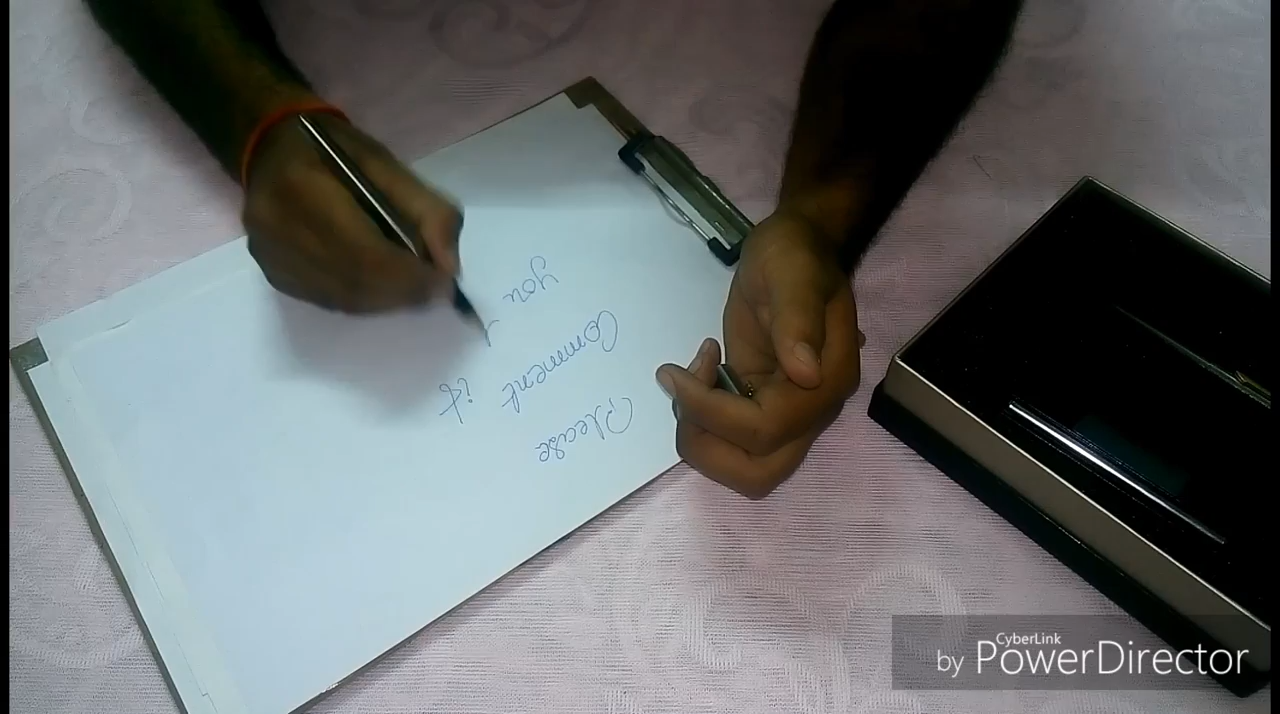 Please
Comment if
you
CyberLink
by PowerDirector